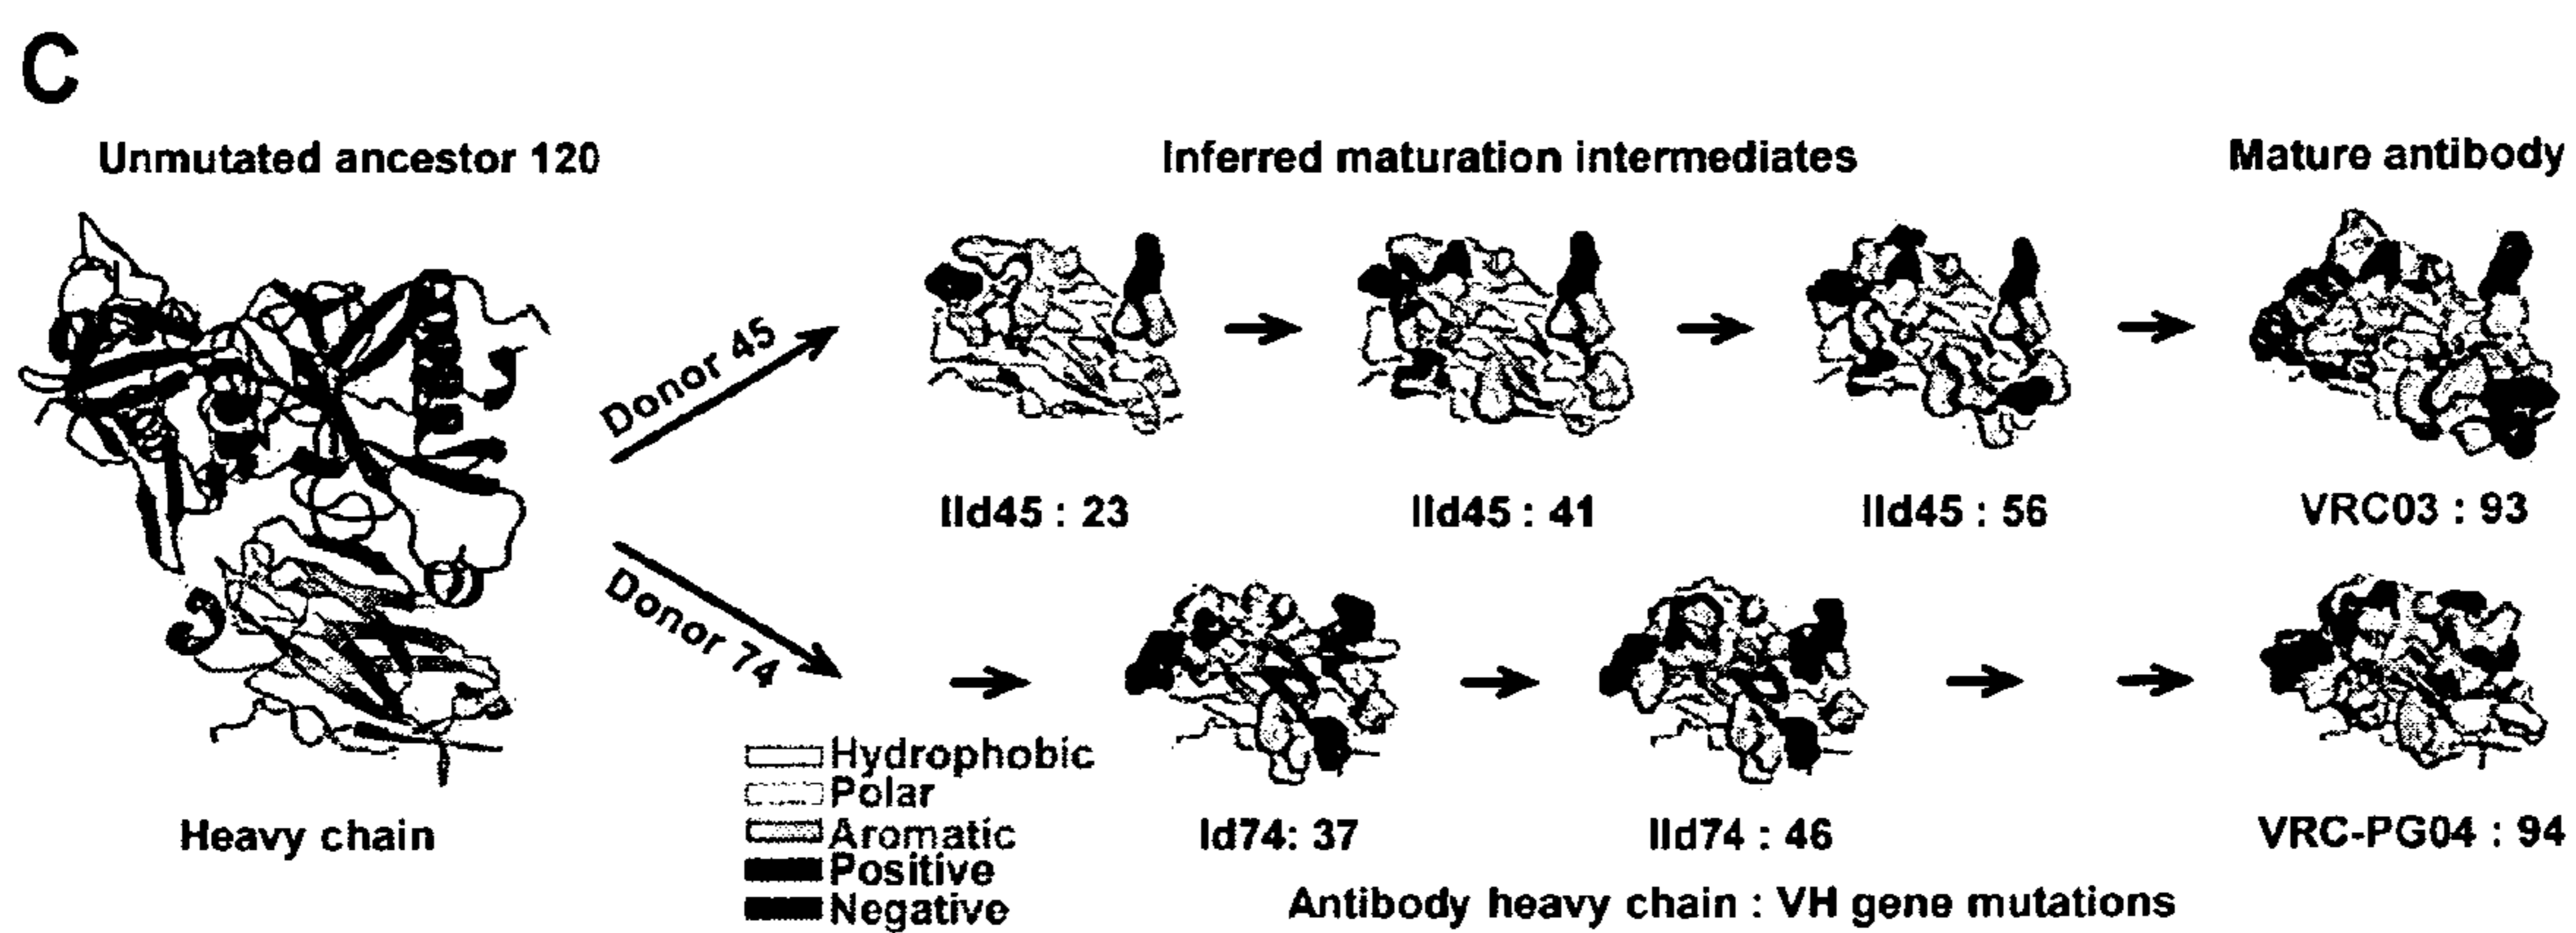 C
Unmutated ancestor 120
Inferred maturation intermediates
Mature antibody
Donor 45
IId45 : 23
IId45 : 41
IId45 : 56
VRC03 : 93
Donor 74
Hydrophobic
Polar
Aromatic
Positive
Negative
Heavy chain
Id74: 37
IId74 : 46
VRC-PG04 : 94
Antibody heavy chain : VH gene mutations